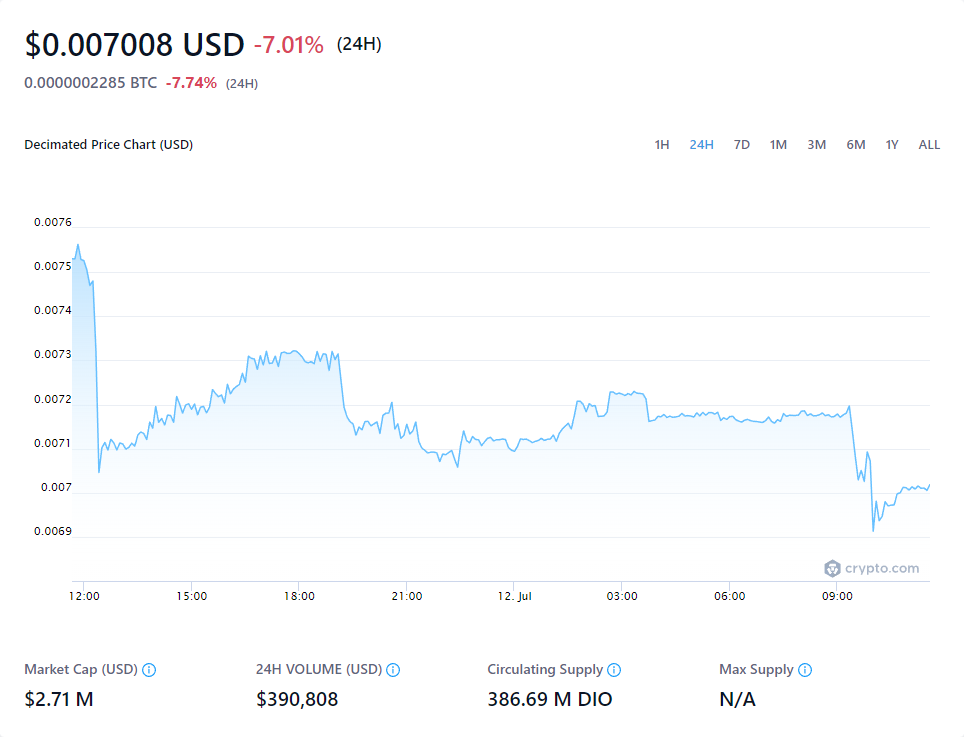 $0.007008 USD -7.01% (24H)
0.0000002285 BTC -7.74% (24H)
Decimated Price Chart (USD) 1H 24H 7D 1M 3M 6M 1Y ALL
0.0076
0.0075
0.0074
0.0073
0.0072
0.0071
0.007
0.0069
crypto.com
12:00 15:00 18:00 21:00 12. Jul 03:00 06:00 09:00
Market Cap (USD) 24H VOLUME (USD) Circulating Supply Max Supply
$2.71 M $390,808 386.69 M DIO N/A